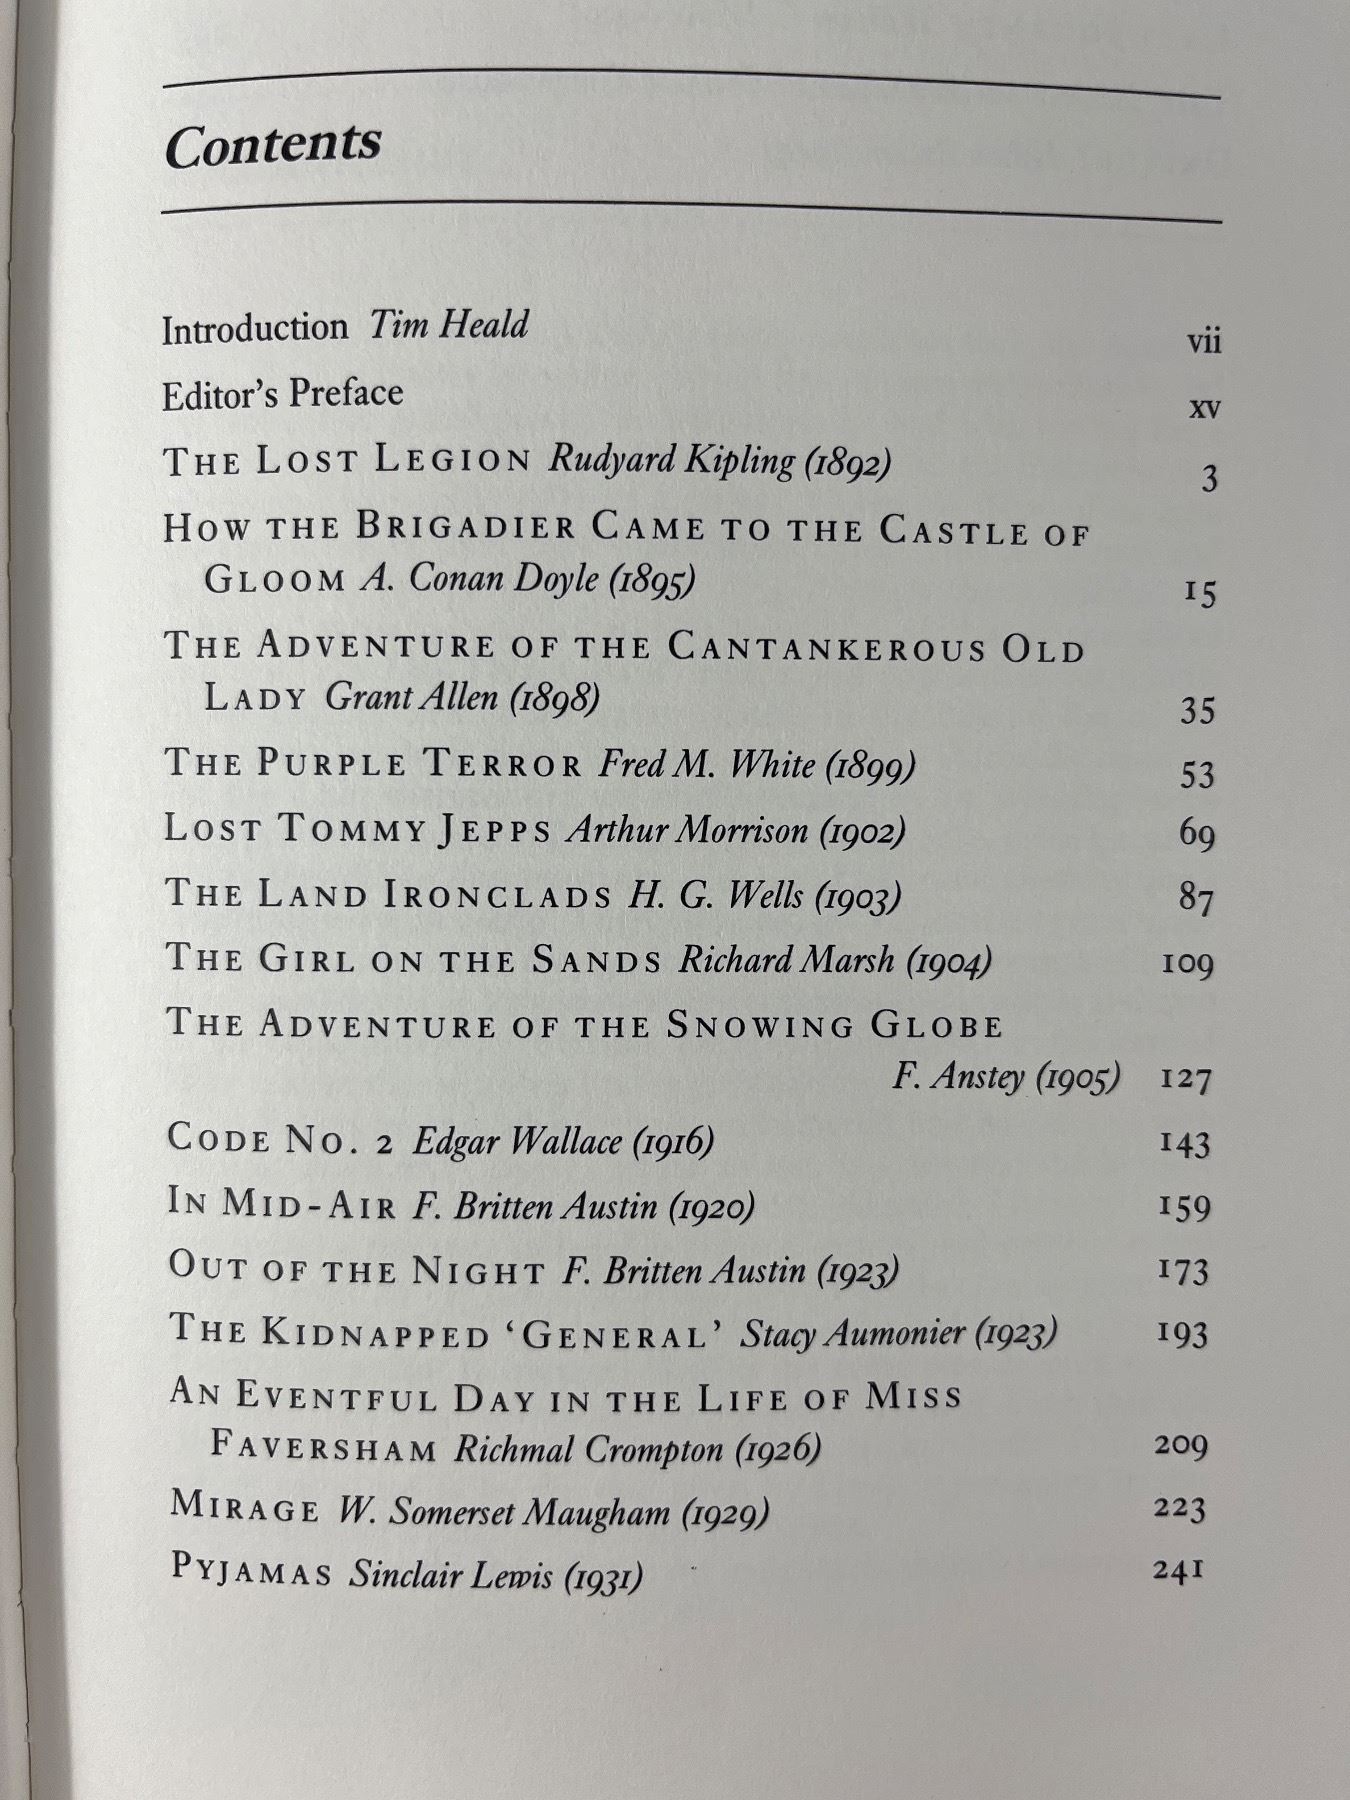 Contents
Introduction Tim Heald vii
Editor's Preface xv
The Lost Legion Rudyard Kipling (1892) 3
How the Brigadier Came to the Castle of
Gloom A. Conan Doyle (1895) 15
The Adventure of the Cantankerous Old
Lady Grant Allen (1898) 35
The Purple Terror Fred M. White (1899) 53
Lost Tommy Jepps Arthur Morrison (1902) 69
The Land Ironclads H. G. Wells (1903) 87
The Girl on the Sands Richard Marsh (1904) 109
The Adventure of the Snowing Globe
F. Anstey (1905) 127
Code No. 2 Edgar Wallace (1916) 143
In Mid-Air F. Britten Austin (1920) 159
Out of the Night F. Britten Austin (1923) 173
The Kidnapped 'General' Stacy Aumonier (1923) 193
An Eventful Day in the Life of Miss
Faversham Richmal Crompton (1926) 209
Mirage W. Somerset Maugham (1929) 223
Pyjamas Sinclair Lewis (1931) 241